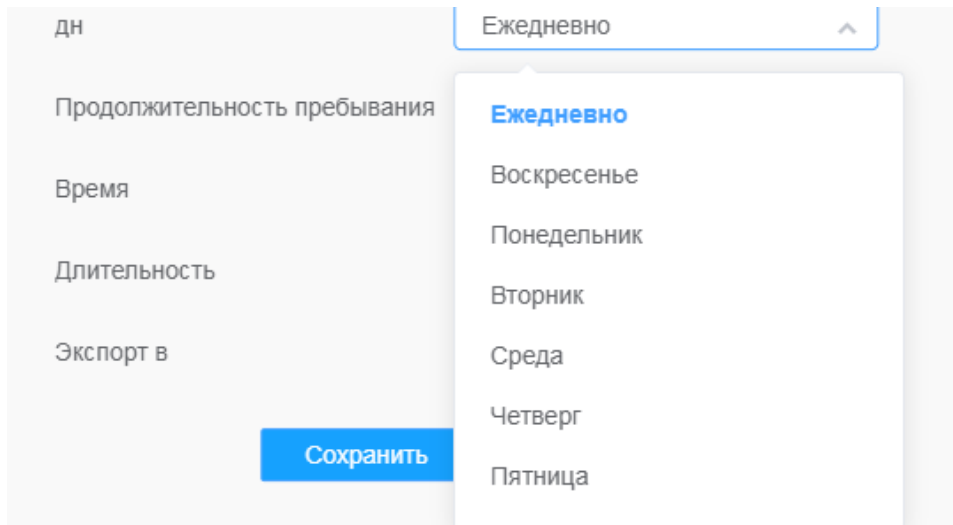 дн
Ежедневно
Продолжительность пребывания
Ежедневно
Воскресенье
Время
Понедельник
Длительность
Вторник
Экспорт в
Среда
Четверг
Сохранить
Пятница